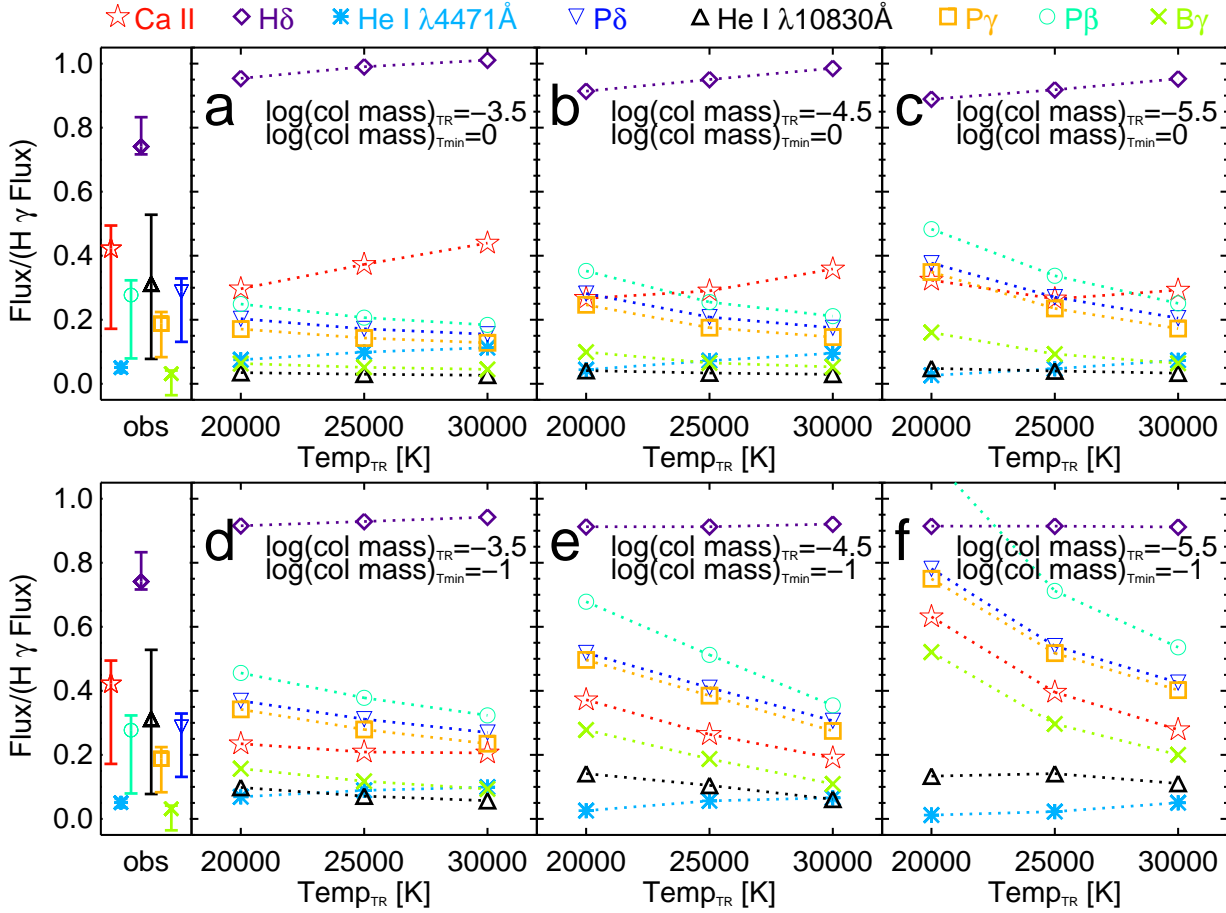 Ca II Hδ He I λ4471Å Pδ He I λ10830Å Pγ Pβ Bγ
Flux/(H γ Flux)
1.0
0.8
0.6
0.4
0.2
0.0
obs
a
log(col mass)TR=−3.5
log(col mass)Tmin=0
20000 25000 30000
TempTR [K]
b
log(col mass)TR=−4.5
log(col mass)Tmin=0
20000 25000 30000
TempTR [K]
c
log(col mass)TR=−5.5
log(col mass)Tmin=0
20000 25000 30000
TempTR [K]
Flux/(H γ Flux)
1.0
0.8
0.6
0.4
0.2
0.0
obs
d
log(col mass)TR=−3.5
log(col mass)Tmin=−1
20000 25000 30000
TempTR [K]
e
log(col mass)TR=−4.5
log(col mass)Tmin=−1
20000 25000 30000
TempTR [K]
f
log(col mass)TR=−5.5
log(col mass)Tmin=−1
20000 25000 30000
TempTR [K]